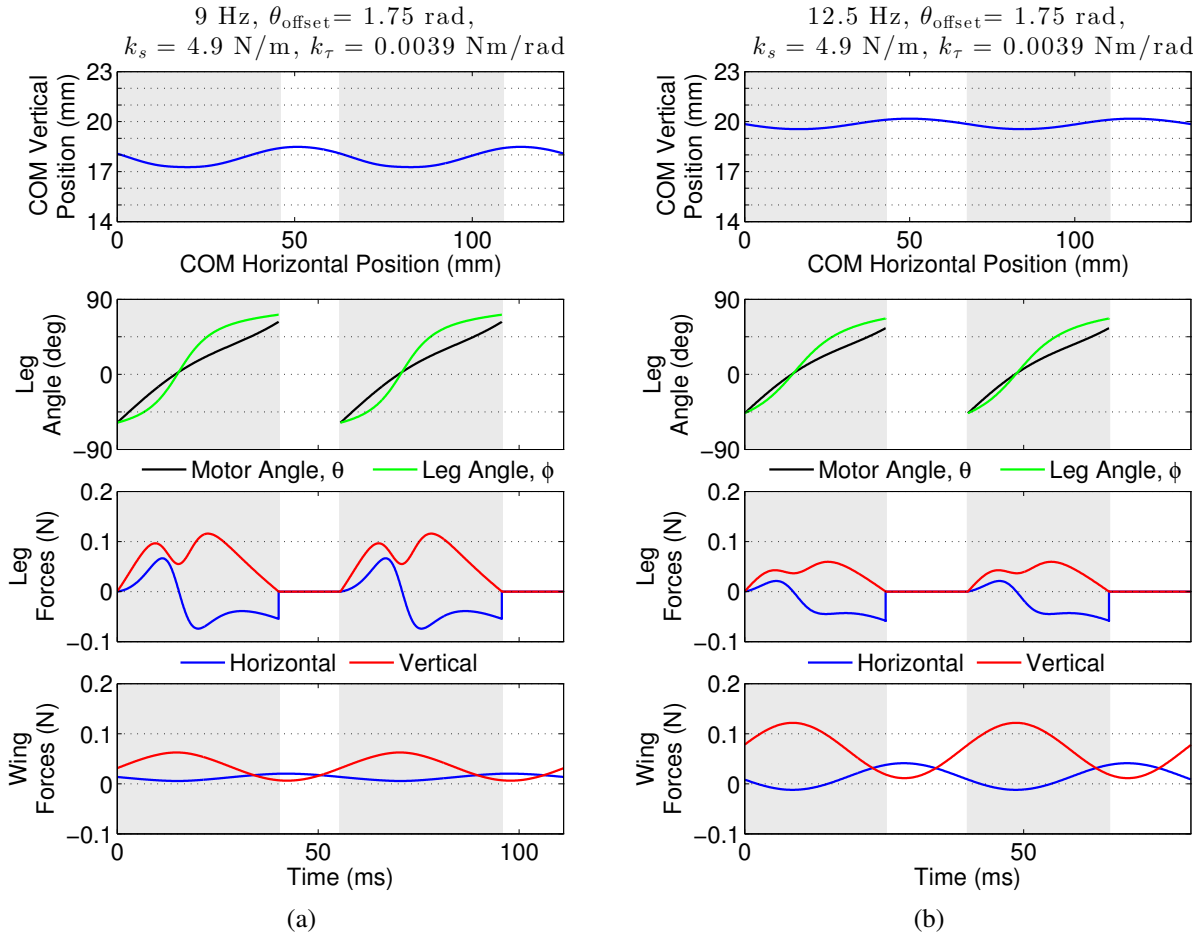 9 Hz, θoffset= 1.75 rad,
ks = 4.9 N/m, kτ = 0.0039 Nm/rad
COM Vertical
Position (mm)
23
20
17
14
0
50
100
COM Horizontal Position (mm)
Leg
Angle (deg)
90
0
−90
Motor Angle, θ
Leg Angle, ϕ
Leg
Forces (N)
0.2
0.1
0
−0.1
Horizontal
Vertical
Wing
Forces (N)
0.2
0.1
0
−0.1
0
50
100
Time (ms)
(a)
12.5 Hz, θoffset= 1.75 rad,
ks = 4.9 N/m, kτ = 0.0039 Nm/rad
COM Vertical
Position (mm)
23
20
17
14
0
50
100
COM Horizontal Position (mm)
Leg
Angle (deg)
90
0
−90
Motor Angle, θ
Leg Angle, ϕ
Leg
Forces (N)
0.2
0.1
0
−0.1
Horizontal
Vertical
Wing
Forces (N)
0.2
0.1
0
−0.1
0
50
Time (ms)
(b)